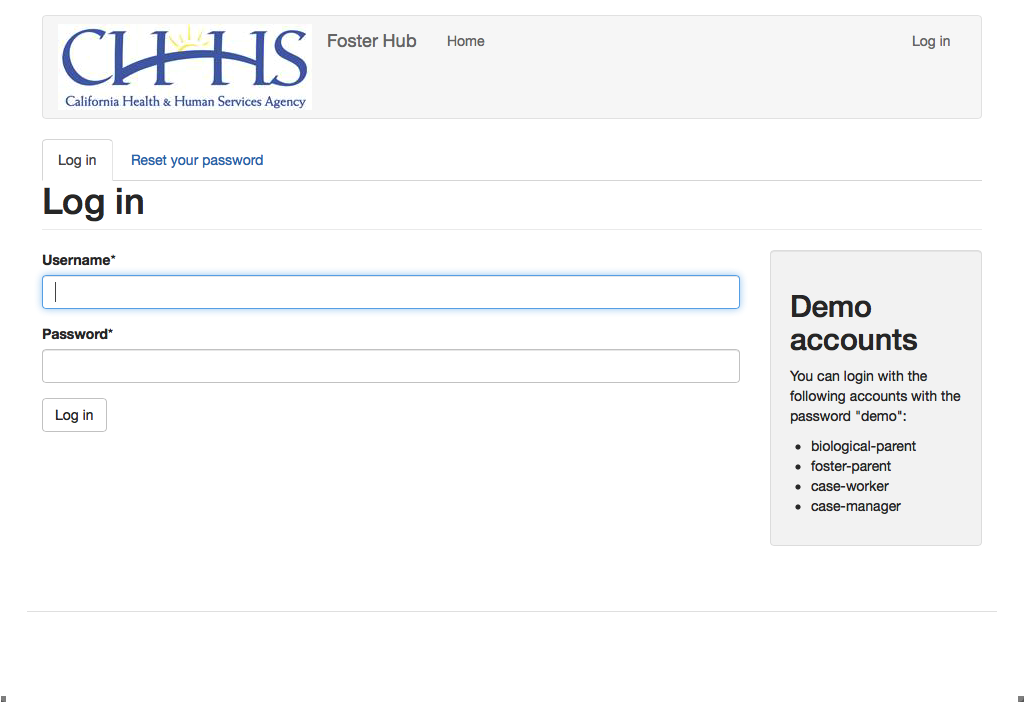 CHHS
California Health & Human Services Agency
Foster Hub
Home
Log in
Log in
Reset your password
Log in
Username*
Password*
Log in
Demo
accounts
You can login with the
following accounts with the
password "demo":
biological-parent
foster-parent
case-worker
case-manager